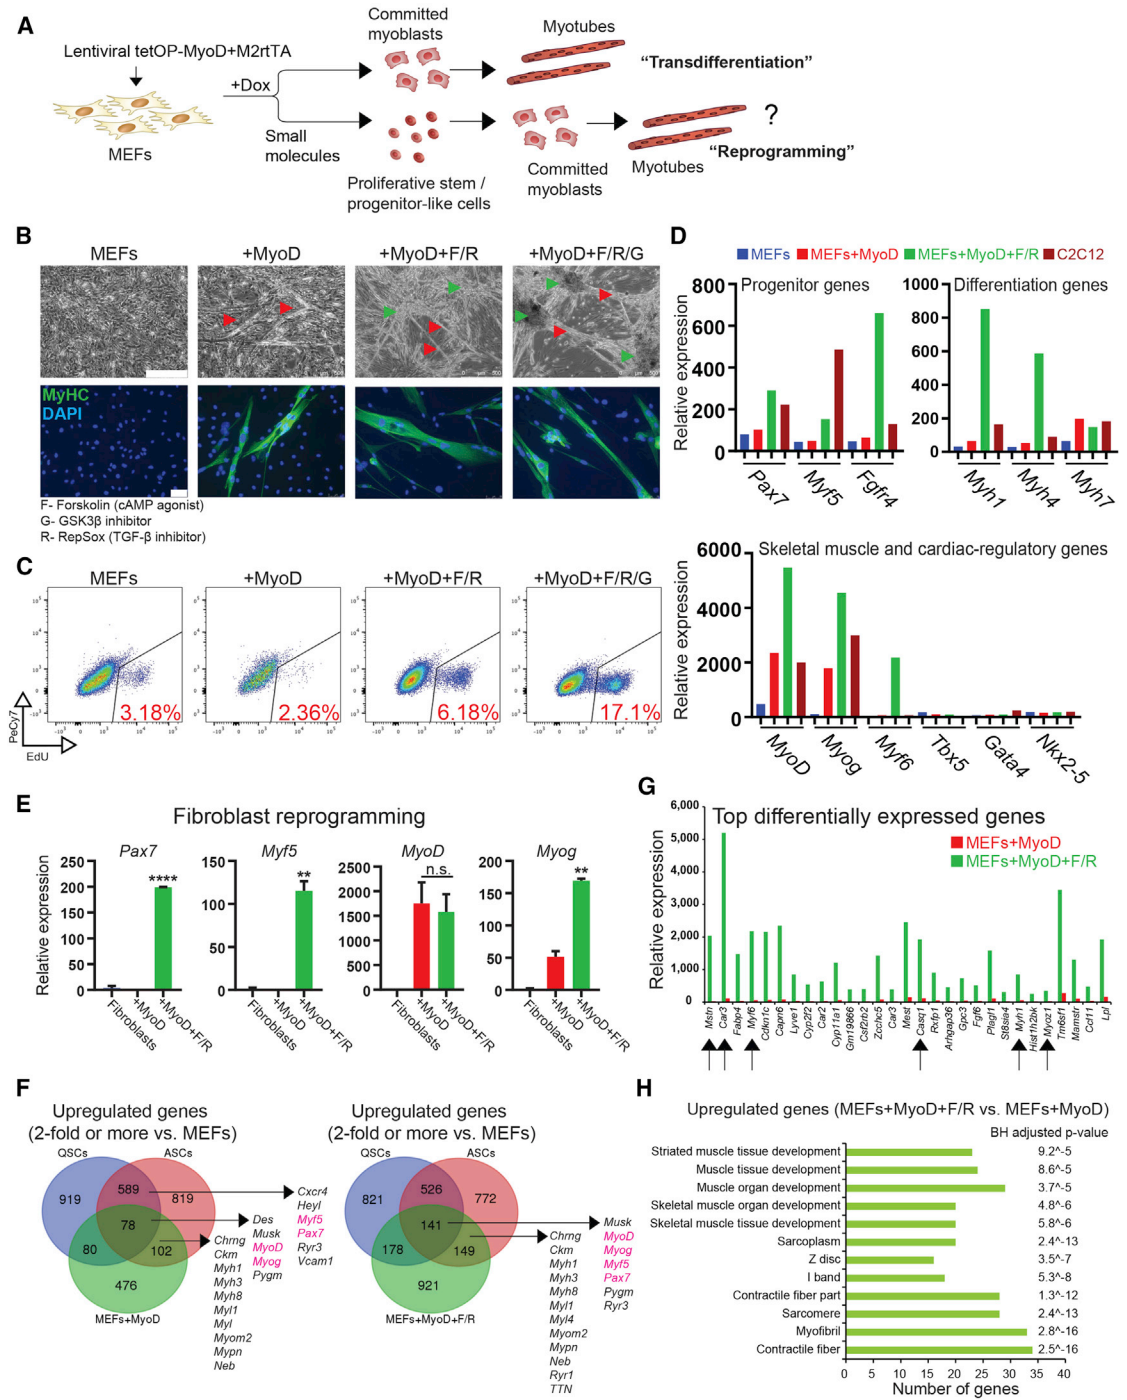 A
Lentiviral tetOP-MyoD+M2rtTA
MEFs
+Dox
Small
molecules
Committed
myoblasts
Myotubes
"Transdifferentiation"
Proliferative stem /
progenitor-like cells
Committed
myoblasts
Myotubes
?
"Reprogramming"
B
MEFs
+MyoD
+MyoD+F/R
+MyoD+F/R/G
MyHC
DAPI
F- Forskolin (cAMP agonist)
G- GSK3β inhibitor
R- RepSox (TGF-β inhibitor)
C
MEFs
+MyoD
+MyoD+F/R
+MyoD+F/R/G
3.18%
2.36%
6.18%
17.1%
PeCy7
EdU
D
MEFs
MEFs+MyoD
MEFs+MyoD+F/R
C2C12
Progenitor genes
Relative expression
800
600
400
200
0
Pax7
Myf5
Fgfr4
Differentiation genes
1000
800
600
400
200
0
Myh1
Myh4
Myh7
Skeletal muscle and cardiac-regulatory genes
Relative expression
6000
4000
2000
0
MyoD
Myog
Myf6
Tbx5
Gata4
Nkx2-5
E
Fibroblast reprogramming
Relative expression
Pax7
250
200
150
100
50
0
****
Fibroblasts
+MyoD
+MyoD+F/R
Myf5
150
100
50
0
**
Fibroblasts
+MyoD
+MyoD+F/R
MyoD
2500
2000
1500
1000
500
0
n.s.
Fibroblasts
+MyoD
+MyoD+F/R
Myog
200
150
100
50
0
**
Fibroblasts
+MyoD
+MyoD+F/R
F
Upregulated genes
(2-fold or more vs. MEFs)
QSCs
ASCs
919
589
819
78
80
102
476
MEFs+MyoD
Cxcr4
Heyl
Myf5
Pax7
Ryr3
Vcam1
Des
Musk
MyoD
Myog
Pygm
Chrng
Ckm
Myh1
Myh3
Myh8
Myl1
Myl
Myom2
Mypn
Neb
Upregulated genes
(2-fold or more vs. MEFs)
QSCs
ASCs
821
526
772
141
178
149
921
MEFs+MyoD+F/R
Musk
MyoD
Myog
Myf5
Pax7
Pygm
Ryr3
Chrng
Ckm
Myh1
Myh3
Myh8
Myl1
Myl4
Myom2
Mypn
Neb
Ryr1
TTN
G
Top differentially expressed genes
MEFs+MyoD
MEFs+MyoD+F/R
Relative expression
6,000
5,000
4,000
3,000
2,000
1,000
0
Mstn
Car3
Fabp4
Myf6
Cdkn1c
Capn6
Lyve1
Cyp2f2
Car2
Cyp11a1
Gm19866
Csf2rb2
Zcchc5
Car3
Mest
Casq1
Rxfp1
Arhgap36
Gpc3
Fgf6
Plagl1
St8sia4
Myh1
Hist1h2bk
Myoz1
Tm6sf1
Mamstr
Ccl11
Lpl
H
Upregulated genes (MEFs+MyoD+F/R vs. MEFs+MyoD)
BH adjusted p-value
Striated muscle tissue development 9.2^-5
Muscle tissue development 8.6^-5
Muscle organ development 3.7^-5
Skeletal muscle organ development 4.8^-6
Skeletal muscle tissue development 5.8^-6
Sarcoplasm 2.4^-13
Z disc 3.5^-7
I band 5.3^-8
Contractile fiber part 1.3^-12
Sarcomere 2.4^-13
Myofibril 2.8^-16
Contractile fiber 2.5^-16
0 5 10 15 20 25 30 35 40
Number of genes